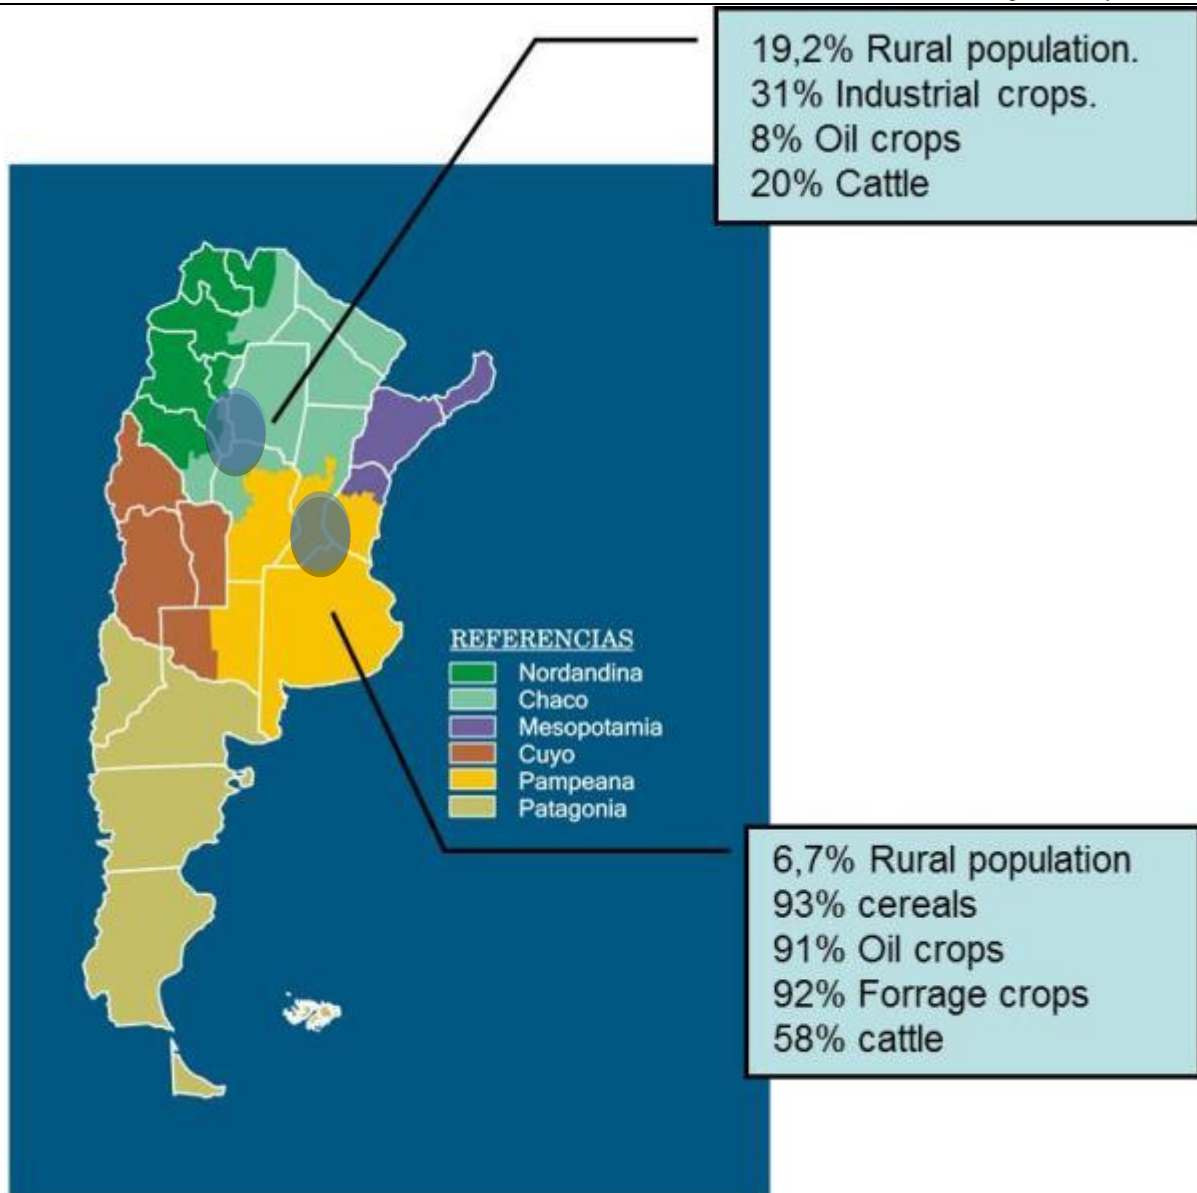 19,2% Rural population.
31% Industrial crops.
8% Oil crops
20% Cattle
REFERENCIAS
Nordandina
Chaco
Mesopotamia
Cuyo
Pampeana
Patagonia
6,7% Rural population
93% cereals
91% Oil crops
92% Forrage crops
58% cattle